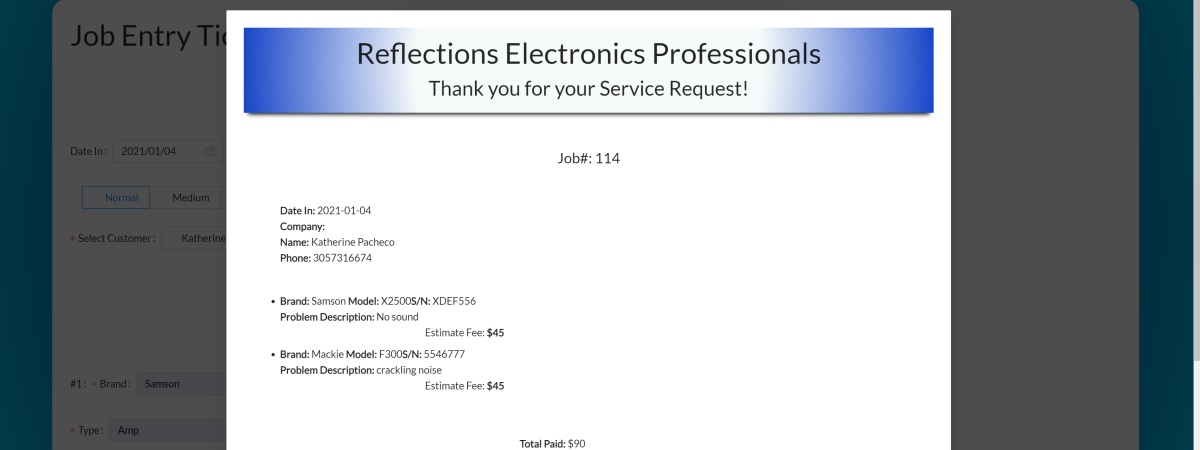 Job Entry Tic
Reflections Electronics Professionals
Thank you for your Service Request!
Date In: 2021/01/04
Job#: 114
Normal Medium
* Select Customer: Katherine
Date In: 2021-01-04
Company:
Name: Katherine Pacheco
Phone: 3057316674
• Brand: Samson Model: X2500S/N: XDEF556
Problem Description: No sound
Estimate Fee: $45
• Brand: Mackie Model: F300S/N: 5546777
Problem Description: crackling noise
Estimate Fee: $45
#1: * Brand: Samson
* Type: Amp
Total Paid: $90